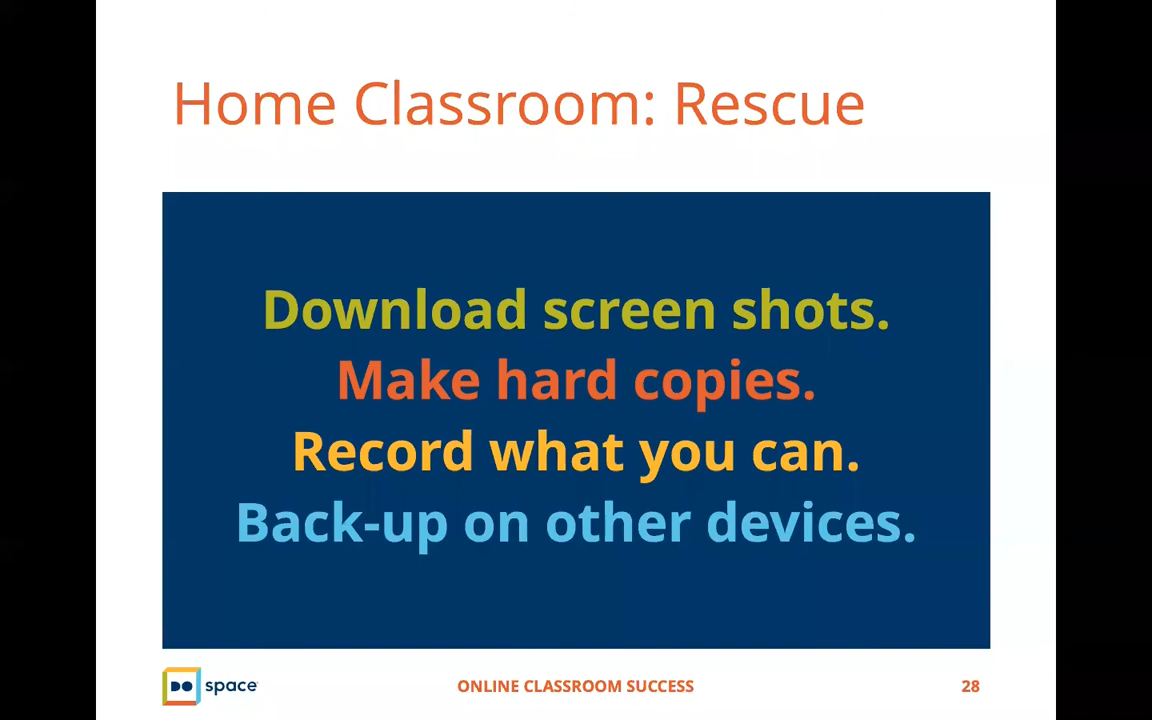 Home Classroom: Rescue
Download screen shots.
Make hard copies.
Record what you can.
Back-up on other devices.
DO space
ONLINE CLASSROOM SUCCESS
28